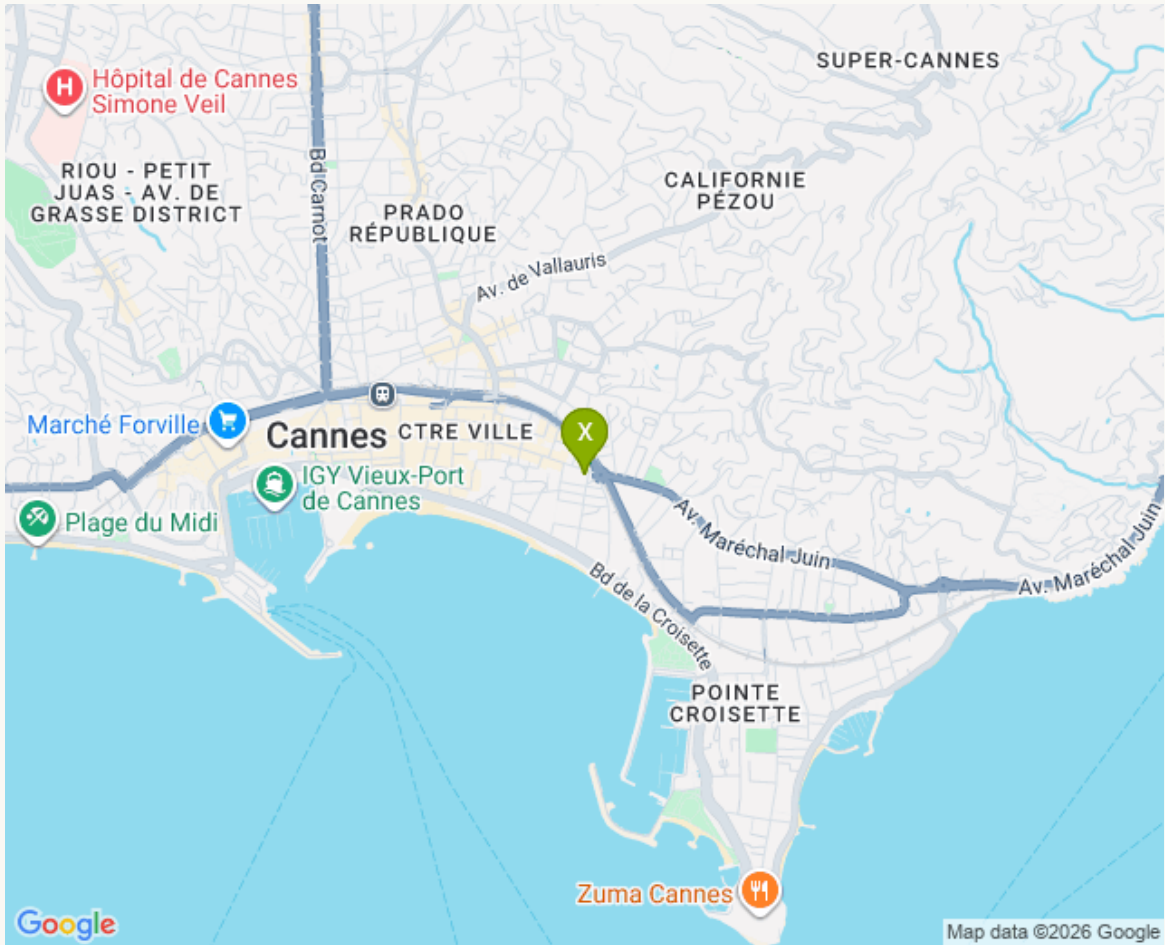 SUPER-CANNES
Hôpital de Cannes
Simone Veil
H
RIOU - PETIT
JUAS - AV. DE
GRASSE DISTRICT
Bd Carnot
CALIFORNIE
PÉZOU
PRADO
RÉPUBLIQUE
Av. de Vallauris
Marché Forville
Cannes
CTRE VILLE
X
IGY Vieux-Port
de Cannes
Plage du Midi
Av. Maréchal Juin
Av. Maréchal Juin
Bd de la Croisette
POINTE
CROISETTE
Zuma Cannes
Google
Map data ©2026 Google